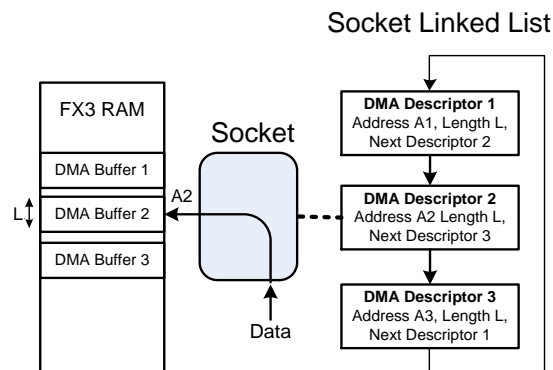 Socket Linked List
FX3 RAM
DMA Buffer 1
DMA Buffer 2
DMA Buffer 3
L
A2
Socket
Data
DMA Descriptor 1
Address A1, Length L,
Next Descriptor 2
DMA Descriptor 2
Address A2 Length L,
Next Descriptor 3
DMA Descriptor 3
Address A3, Length L,
Next Descriptor 1